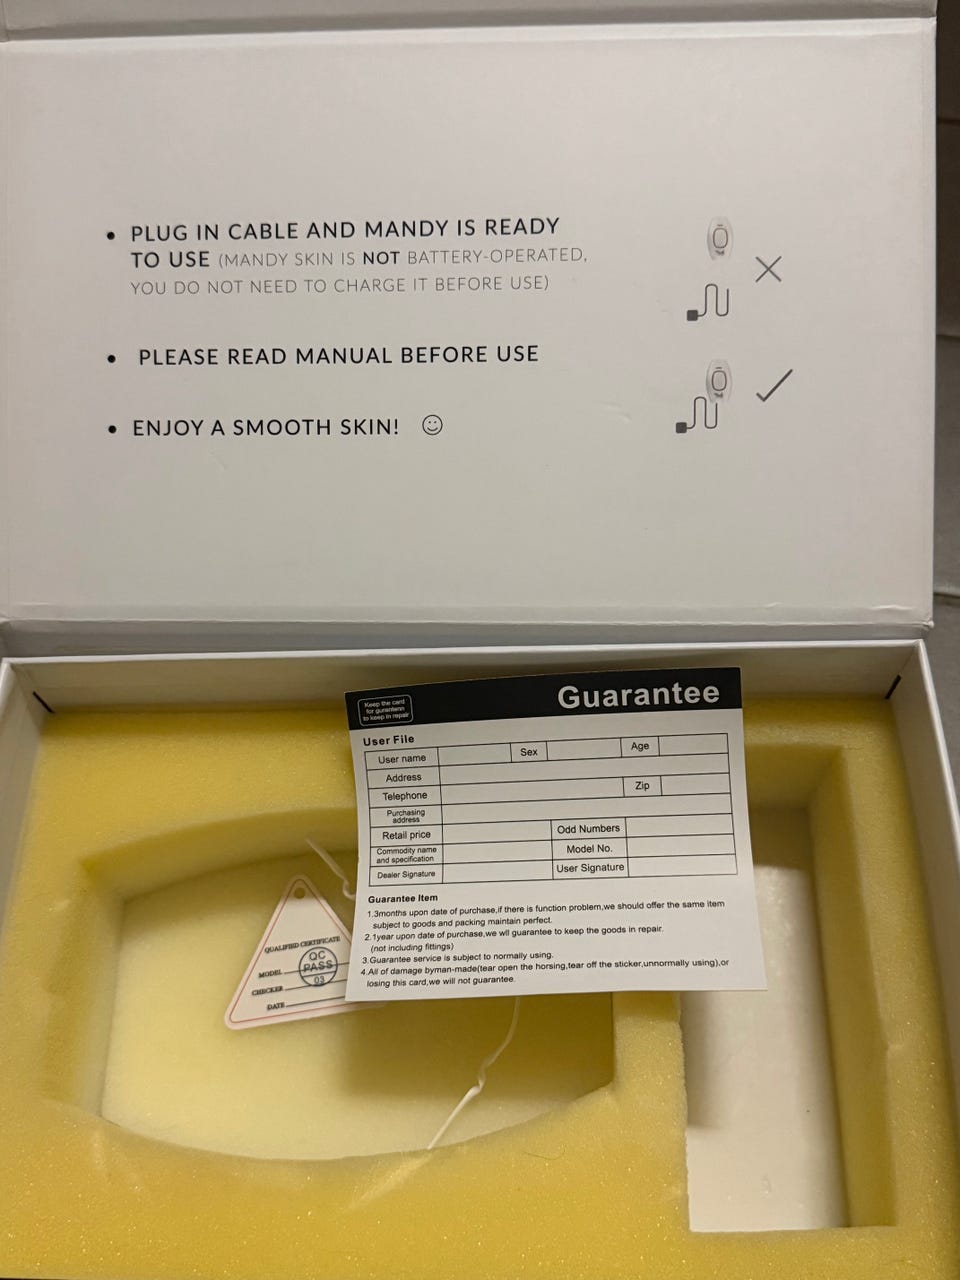 • PLUG IN CABLE AND MANDY IS READY
TO USE (MANDY SKIN IS NOT BATTERY-OPERATED,
YOU DO NOT NEED TO CHARGE IT BEFORE USE)
• PLEASE READ MANUAL BEFORE USE
• ENJOY A SMOOTH SKIN! ☺
Keep the card
for gurantenn
to keep in repair
Guarantee
User File
User name Sex Age
Address
Telephone Zip
Purchasing
address
Retail price Odd Numbers
Commodity name
and specification Model No.
Dealer Signature User Signature
Guarantee Item
1.3months upon date of purchase,if there is function problem,we should offer the same item
subject to goods and packing maintain perfect.
2.1year upon date of purchase,we will guarantee to keep the goods in repair.
(not including fittings)
3.Guarantee service is subject to normally using.
4.All of damage byman-made(tear open the horsing,tear off the sticker,unnormally using),or
losing this card,we will not guarantee.
QUALIFIED CERTIFICATE
QC
PASS
03
MODEL
CHECKER
DATE